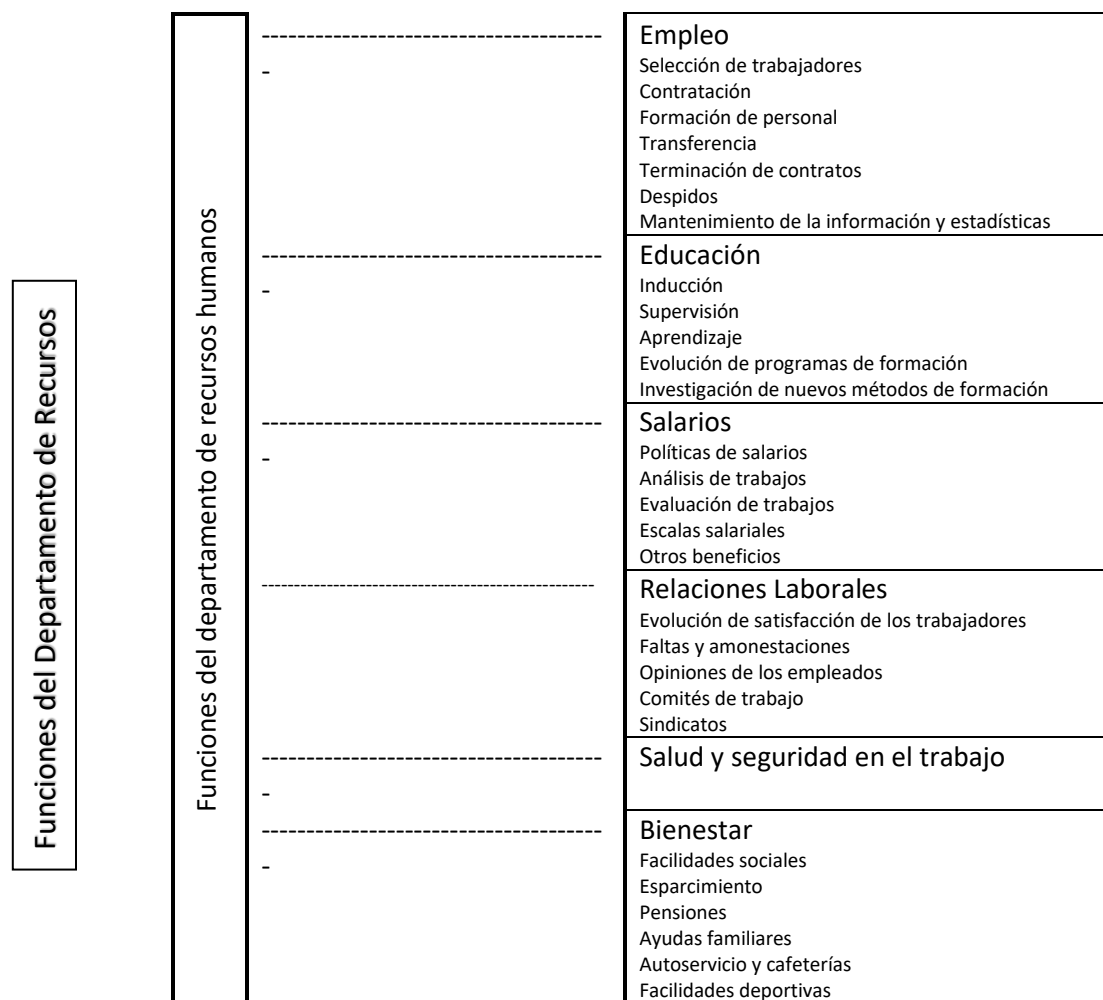 Funciones del Departamento de Recursos
Funciones del departamento de recursos humanos
-----------------------------------
-
Empleo
Selección de trabajadores
Contratación
Formación de personal
Transferencia
Terminación de contratos
Despidos
Mantenimiento de la información y estadísticas
-----------------------------------
-
Educación
Inducción
Supervisión
Aprendizaje
Evolución de programas de formación
Investigación de nuevos métodos de formación
-----------------------------------
-
Salarios
Políticas de salarios
Análisis de trabajos
Evaluación de trabajos
Escalas salariales
Otros beneficios
---------------------------------------------------
Relaciones Laborales
Evolución de satisfacción de los trabajadores
Faltas y amonestaciones
Opiniones de los empleados
Comités de trabajo
Sindicatos
-----------------------------------
-
Salud y seguridad en el trabajo
-----------------------------------
-
Bienestar
Facilidades sociales
Esparcimiento
Pensiones
Ayudas familiares
Autoservicio y cafeterías
Facilidades deportivas